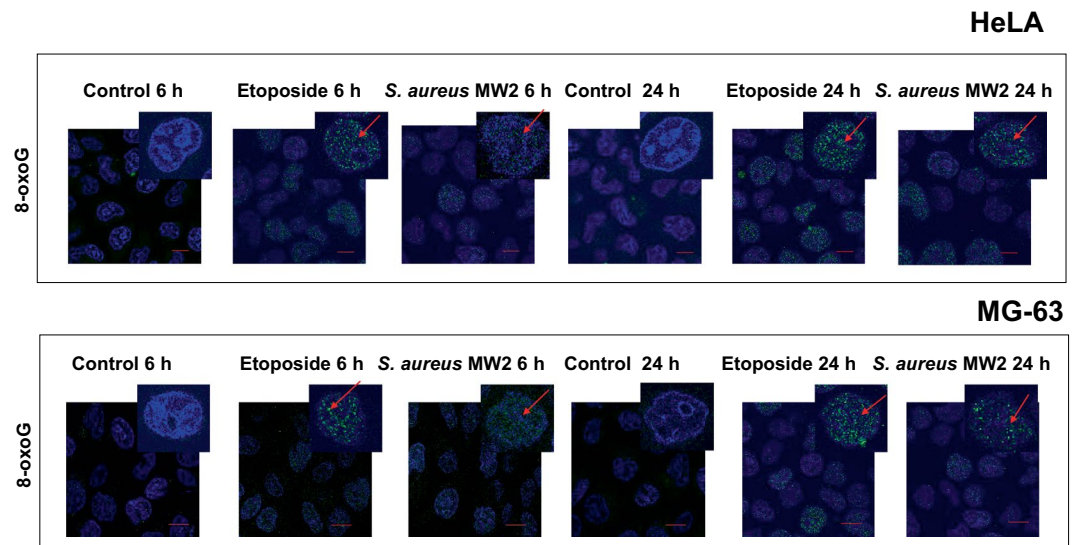 HeLA
Control 6 h Etoposide 6 h S. aureus MW2 6 h Control 24 h Etoposide 24 h S. aureus MW2 24 h
8-oxoG
MG-63
Control 6 h Etoposide 6 h S. aureus MW2 6 h Control 24 h Etoposide 24 h S. aureus MW2 24 h
8-oxoG